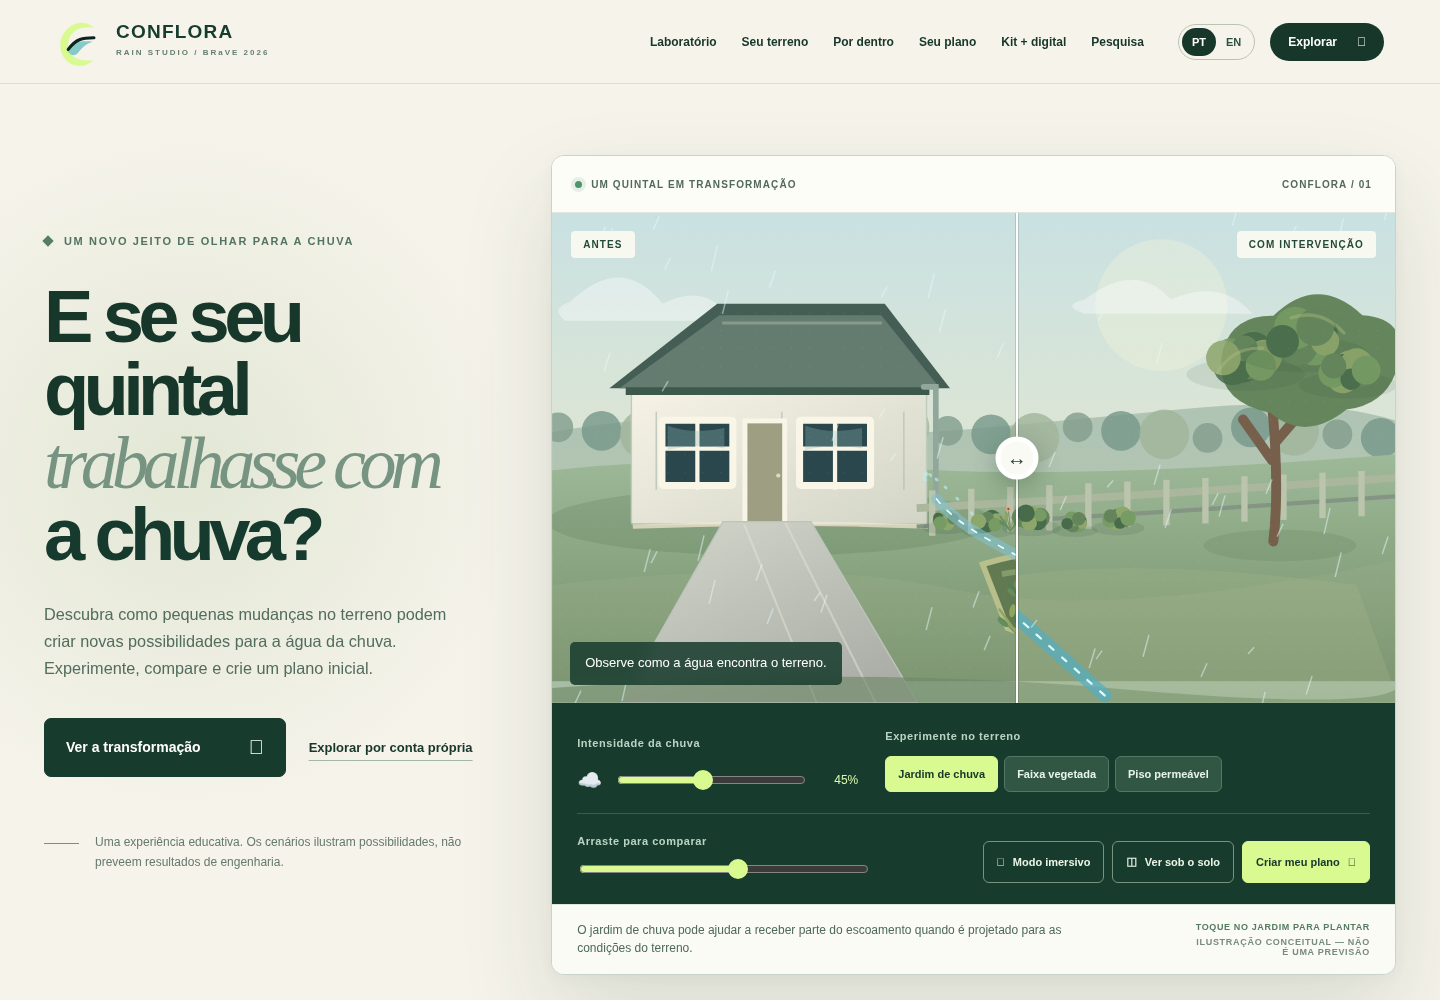 CONFLORA
RAIN STUDIO / BRaVE 2026
Laboratório Seu terreno Por dentro Seu plano Kit + digital Pesquisa PT EN Explorar
UM QUINTAL EM TRANSFORMAÇÃO
CONFLORA / 01
ANTES
COM INTERVENÇÃO
UM NOVO JEITO DE OLHAR PARA A CHUVA
E se seu
quintal
trabalhasse com
a chuva?
Descubra como pequenas mudanças no terreno podem
criar novas possibilidades para a água da chuva.
Experimente, compare e crie um plano inicial.
Ver a transformação
Explorar por conta própria
Uma experiência educativa. Os cenários ilustram possibilidades, não
preveem resultados de engenharia.
Observe como a água encontra o terreno.
Intensidade da chuva
45%
Experimente no terreno
Jardim de chuva Faixa vegetada Piso permeável
Arraste para comparar
Modo imersivo Ver sob o solo Criar meu plano
O jardim de chuva pode ajudar a receber parte do escoamento quando é projetado para as
condições do terreno.
TOQUE NO JARDIM PARA PLANTAR
ILUSTRAÇÃO CONCEITUAL — NÃO
É UMA PREVISÃO